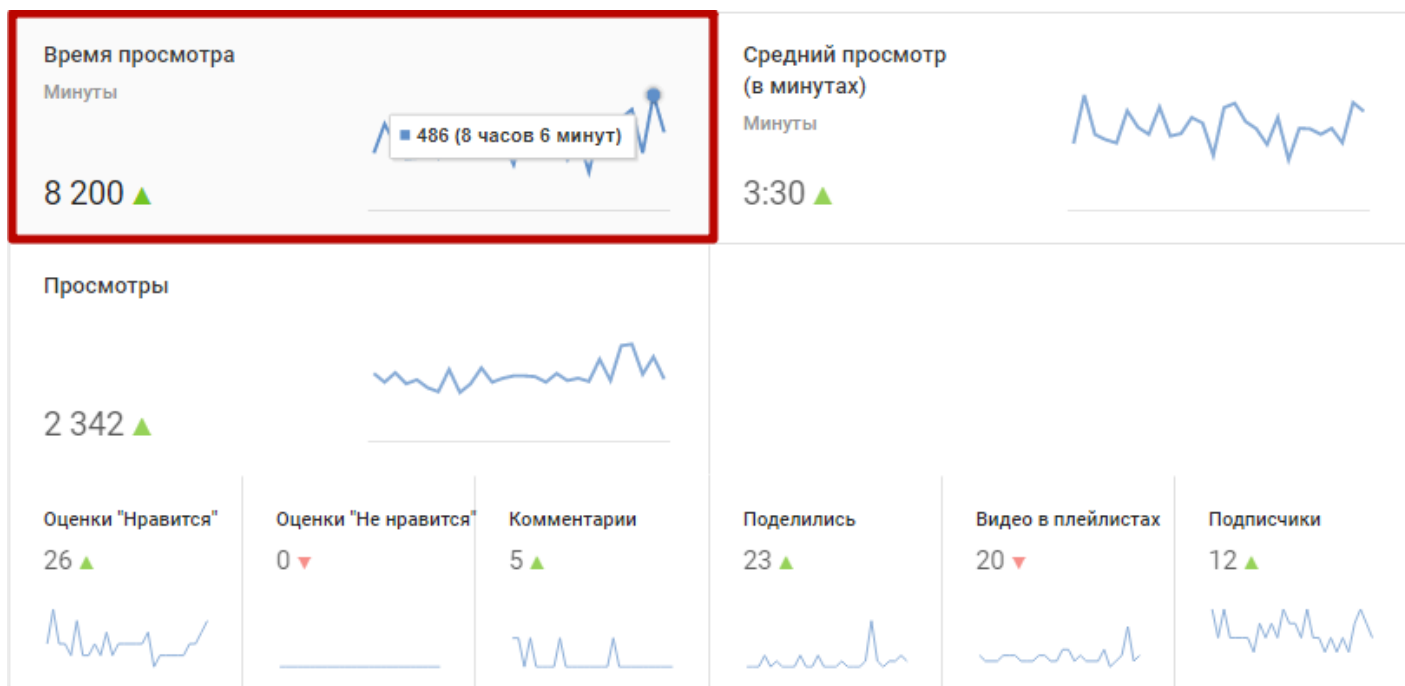 Время просмотра
Минуты
486 (8 часов 6 минут)
8 200
Средний просмотр
(в минутах)
Минуты
3:30
Просмотры
2 342
Оценки "Нравится"
26
Оценки "Не нравится"
0
Комментарии
5
Поделились
23
Видео в плейлистах
20
Подписчики
12